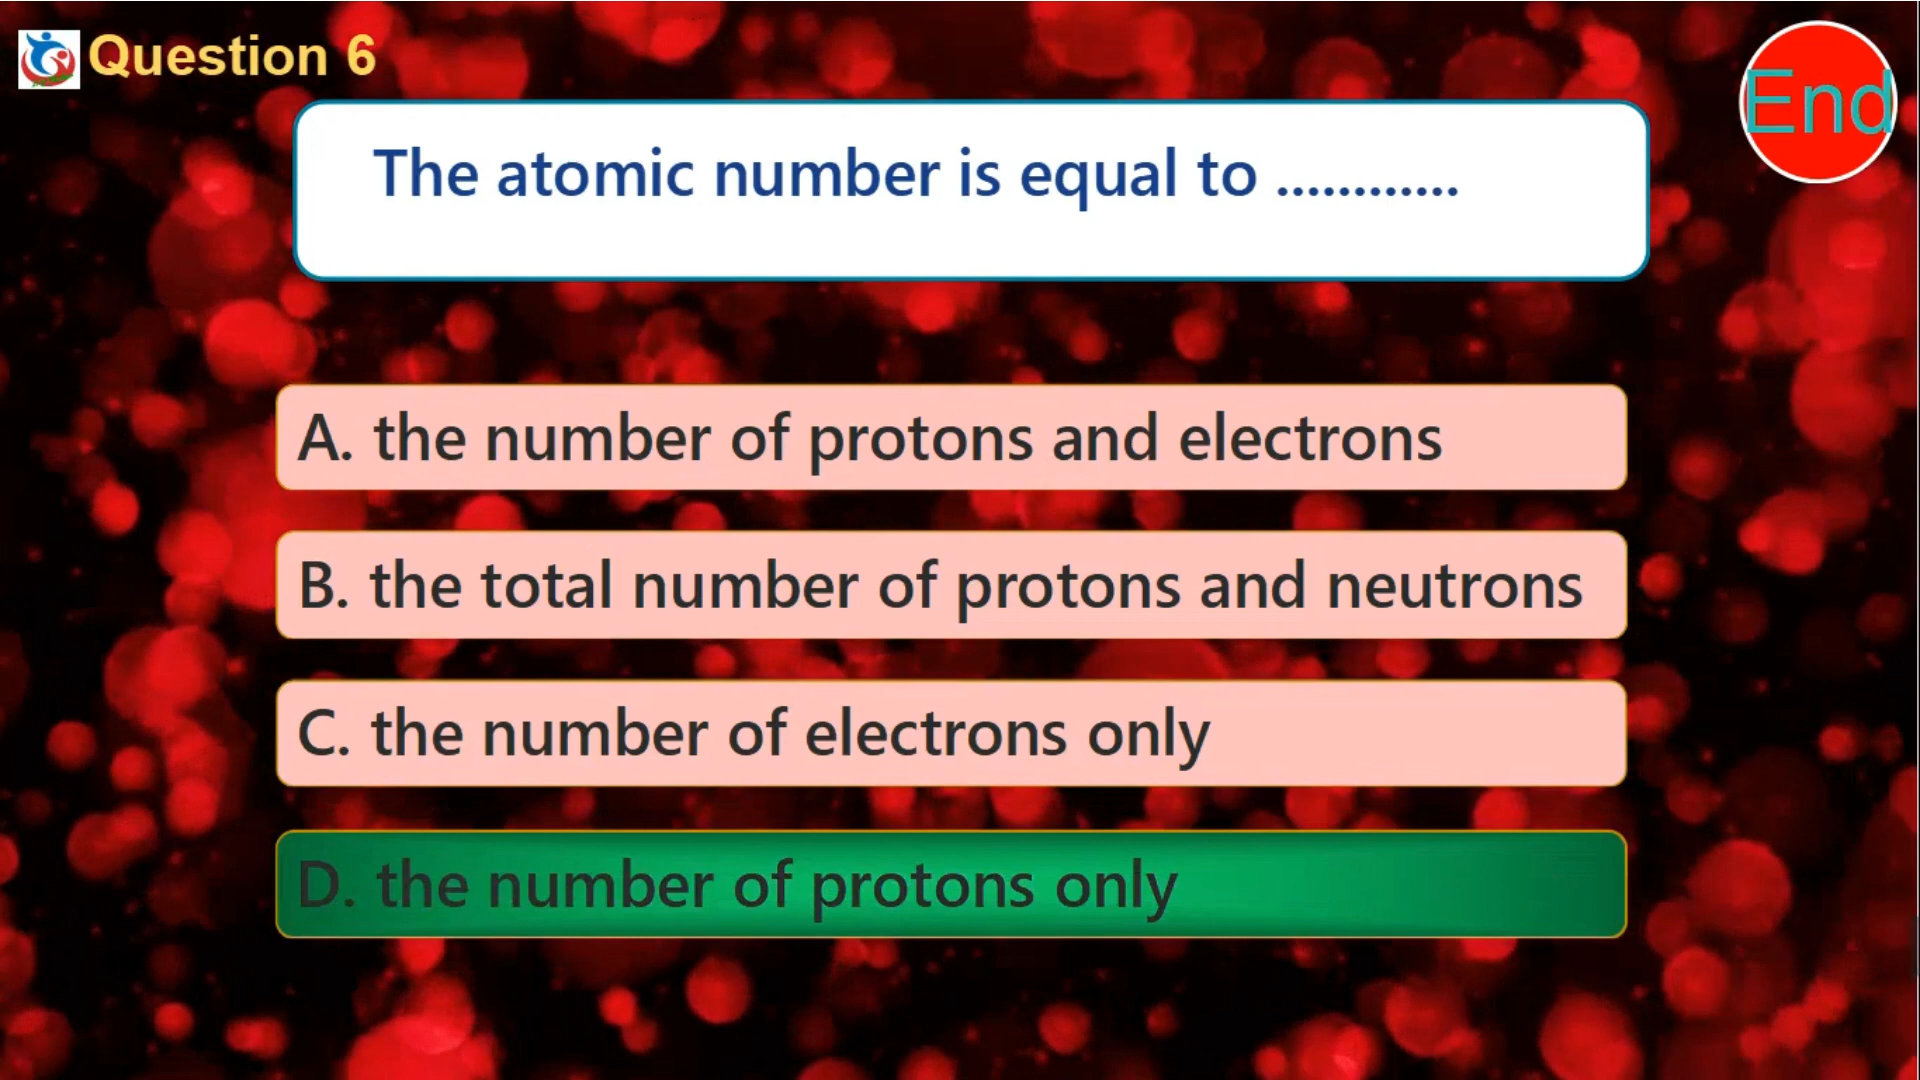 Question 6
End
The atomic number is equal to ............
A. the number of protons and electrons
B. the total number of protons and neutrons
C. the number of electrons only
D. the number of protons only